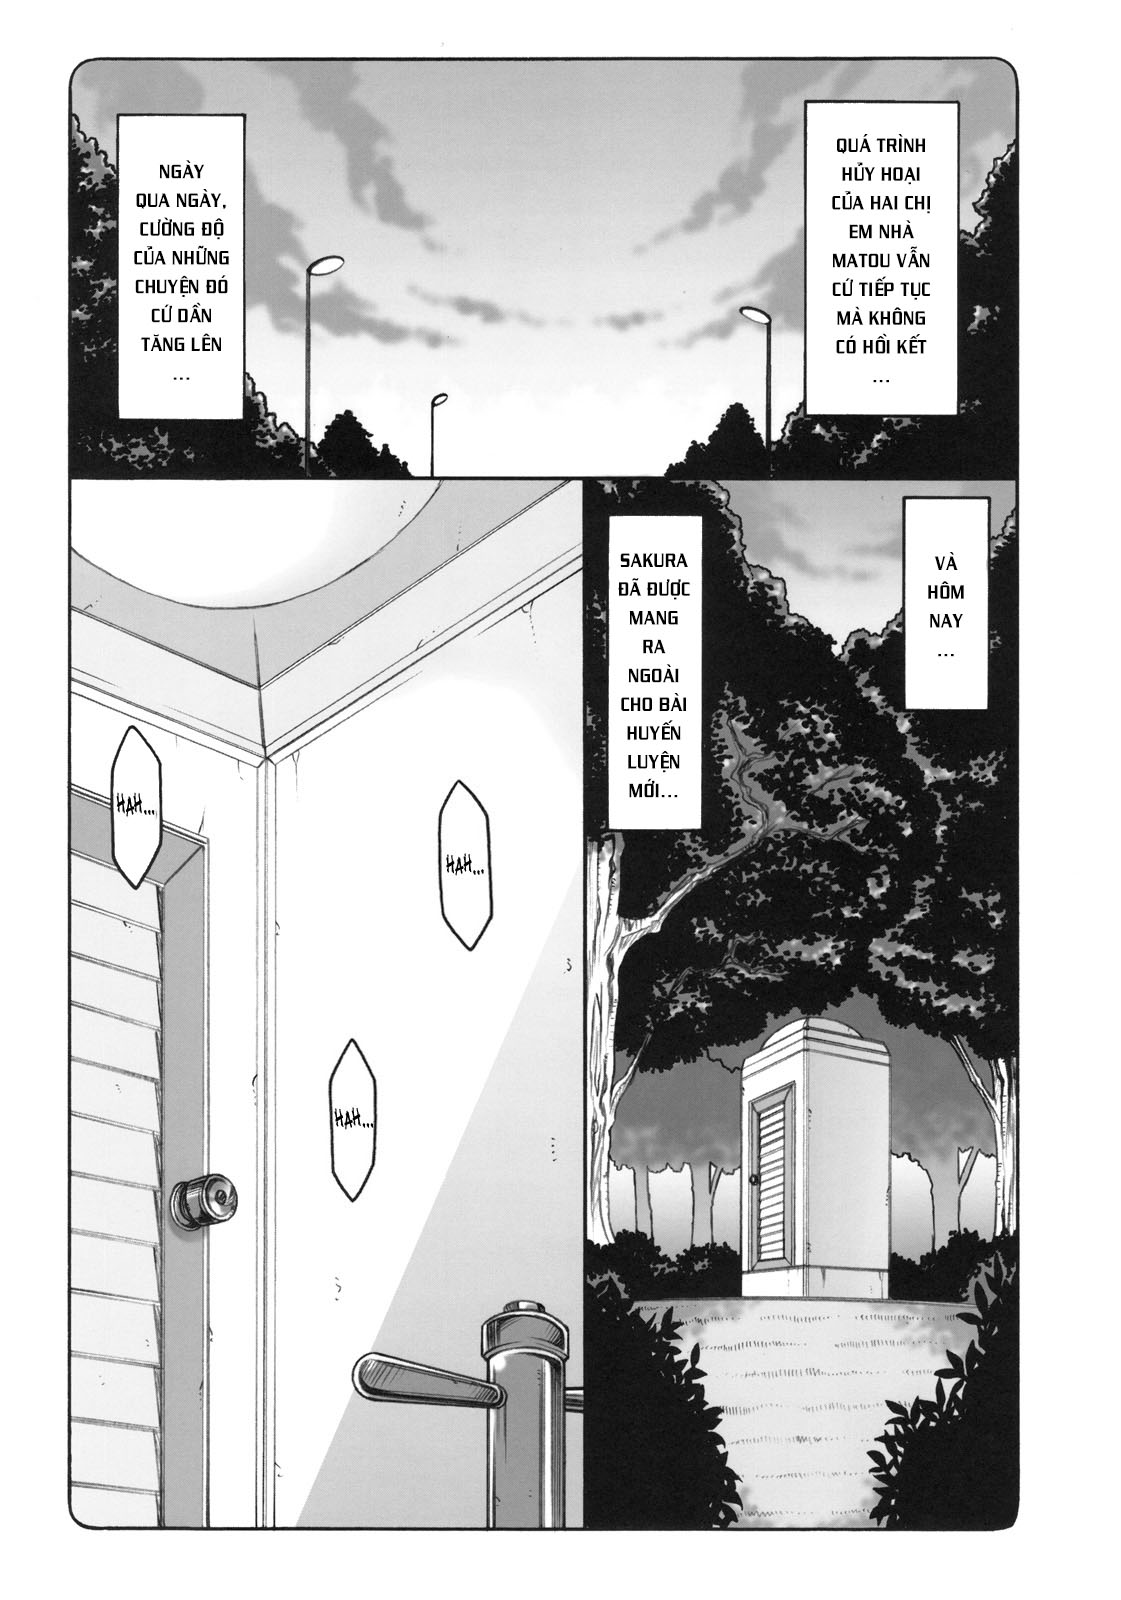 QUÁ TRÌNH
HỦY HOẠI
CỦA HAI CHỊ
EM NHÀ
MATOU VẪN
CỨ TIẾP TỤC
MÀ KHÔNG
CÓ HỒI KẾT
...
NGÀY
QUA NGÀY,
CƯỜNG ĐỘ
CỦA NHỮNG
CHUYỆN ĐÓ
CỨ DẦN
TĂNG LÊN
...
VÀ
HÔM
NAY
...
SAKURA
ĐÃ ĐƯỢC
MANG
RA
NGOÀI
CHO BÀI
HUYẾN
LUYỆN
MỚI...
HAH...
HAH...
HAH...